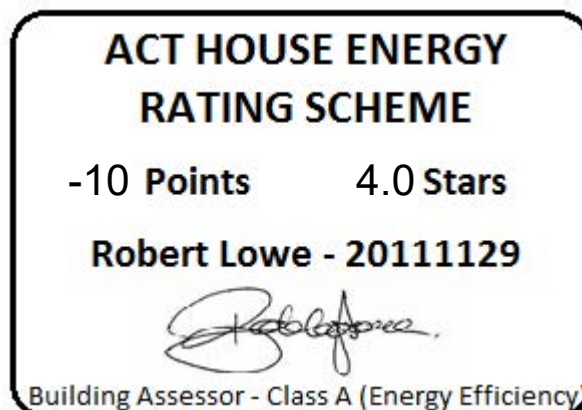 ACT HOUSE ENERGY
RATING SCHEME
-10 Points 4.0 Stars
Robert Lowe - 20111129
Building Assessor - Class A (Energy Efficiency)